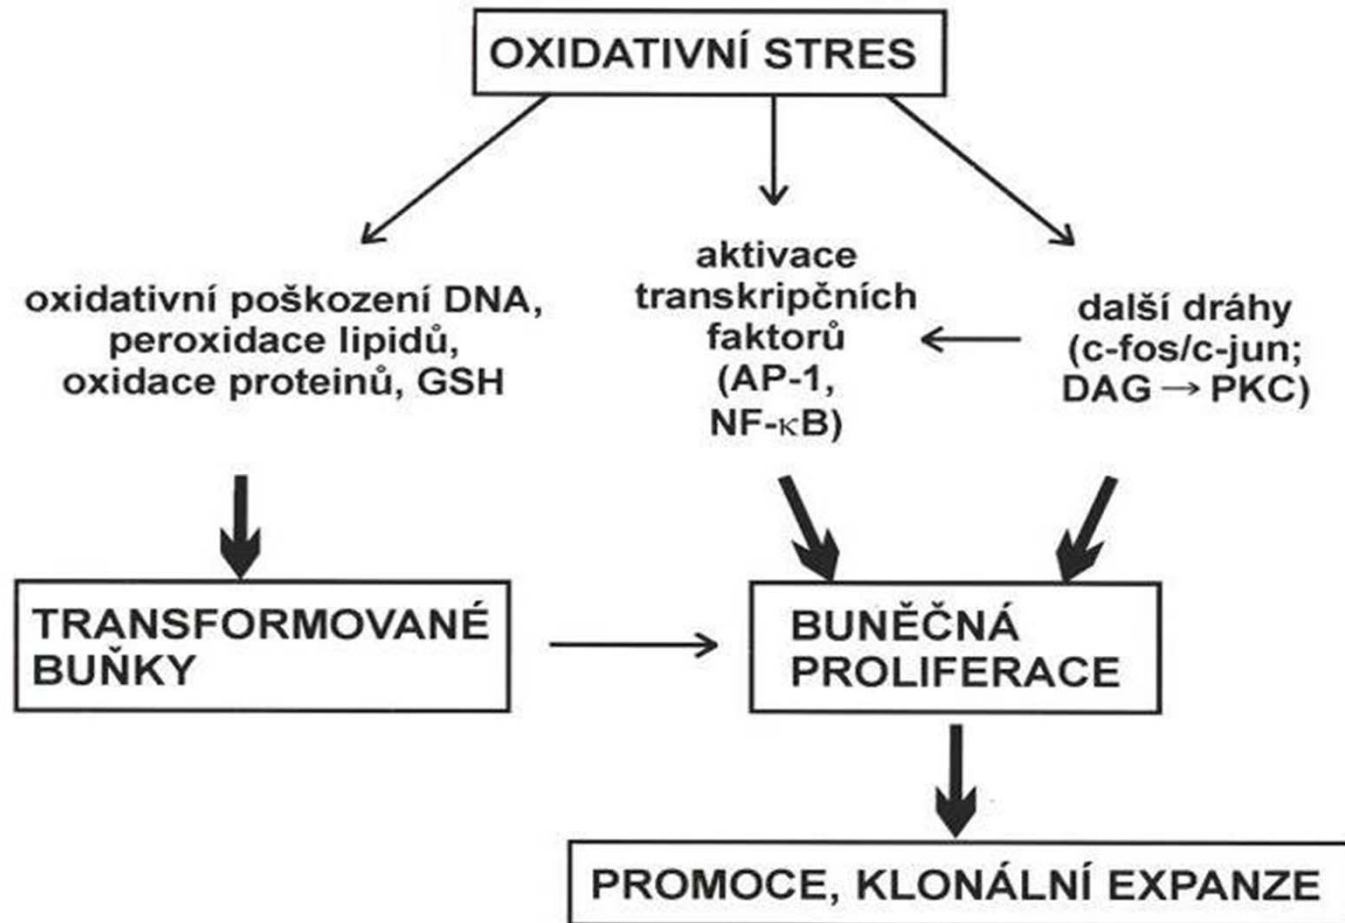 OXIDATIVNÍ STRES
oxidativní poškození DNA,
peroxidace lipidů,
oxidace proteinů, GSH
aktivace
transkripčních
faktorů
(AP-1,
NF-κB)
další dráhy
(c-fos/c-jun;
DAG → PKC)
TRANSFORMOVANÉ
BUŇKY
BUNĚČNÁ
PROLIFERACE
PROMOCE, KLONÁLNÍ EXPANZE